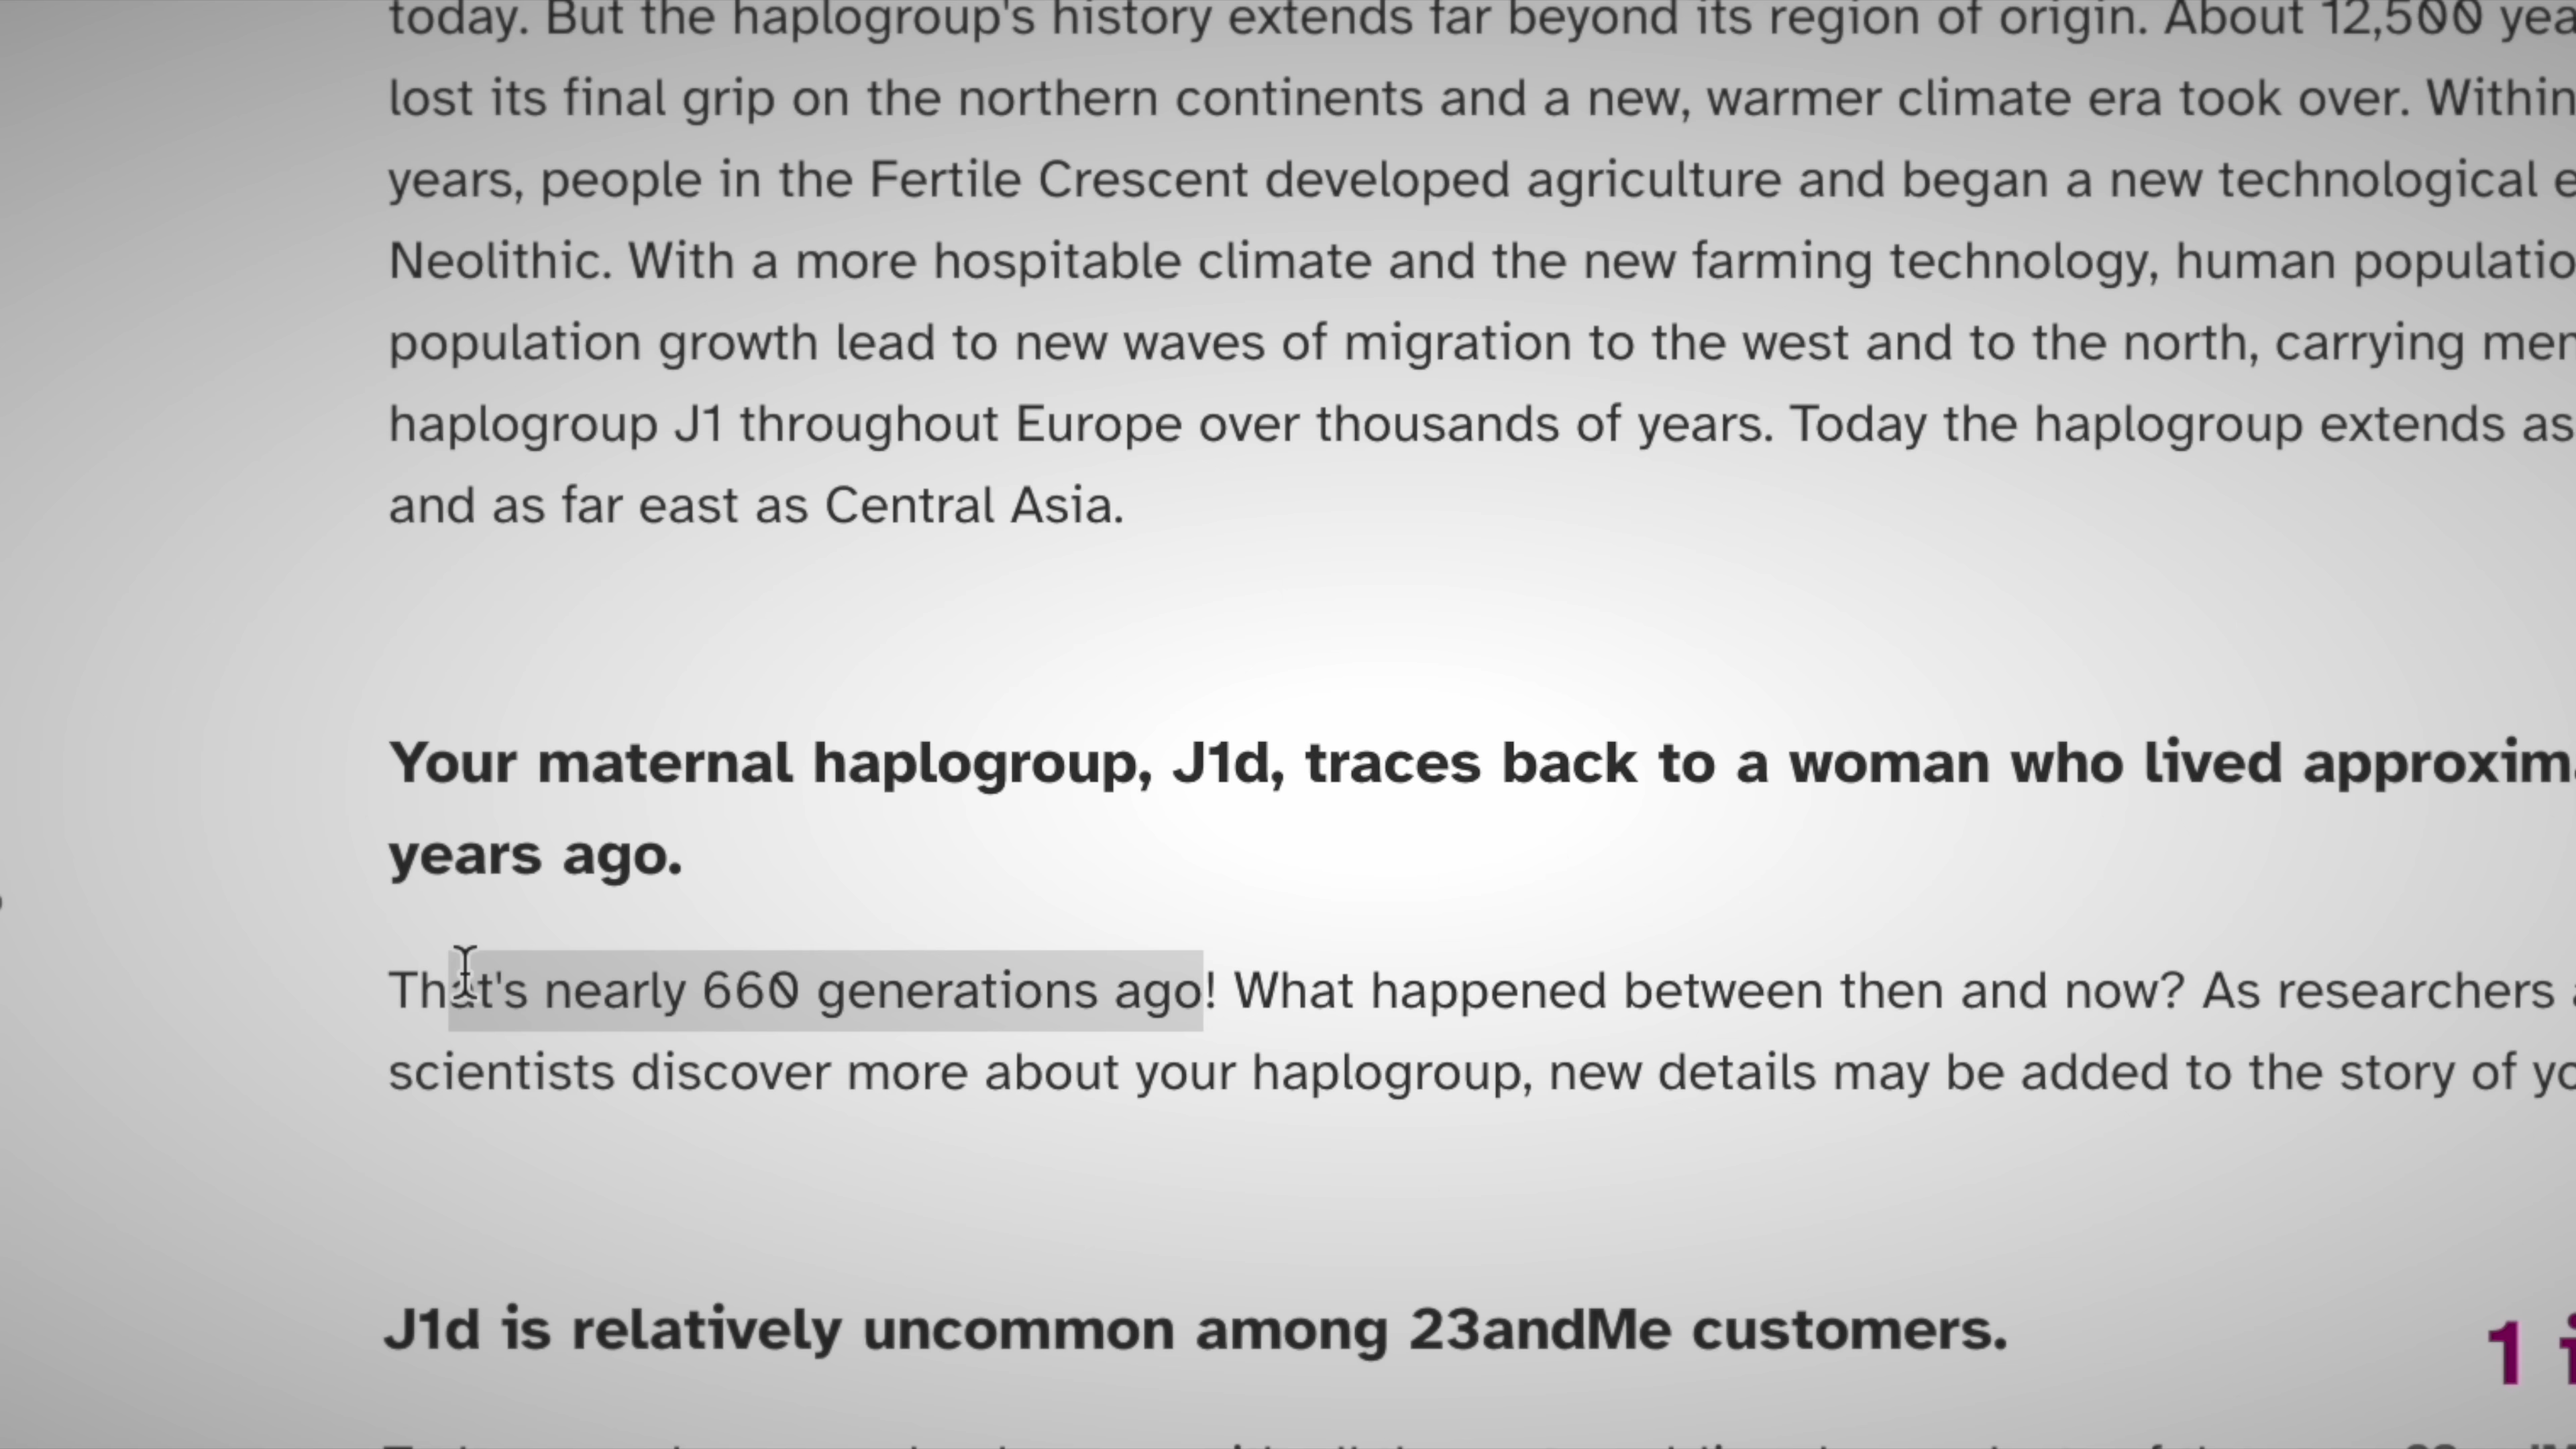 today. But the haplogroup's history extends far beyond its region of origin. About 12,500
lost its final grip on the northern continents and a new, warmer climate era took over. Within
years, people in the Fertile Crescent developed agriculture and began a new technological
Neolithic. With a more hospitable climate and the new farming technology, human
population growth lead to new waves of migration to the west and to the north, carrying
haplogroup J1 throughout Europe over thousands of years. Today the haplogroup extends as
and as far east as Central Asia.
Your maternal haplogroup, J1d, traces back to a woman who lived
years ago.
That's nearly 660 generations ago! What happened between then and now? As researchers
scientists discover more about your haplogroup, new details may be added to the story of
J1d is relatively uncommon among 23andMe customers.
1